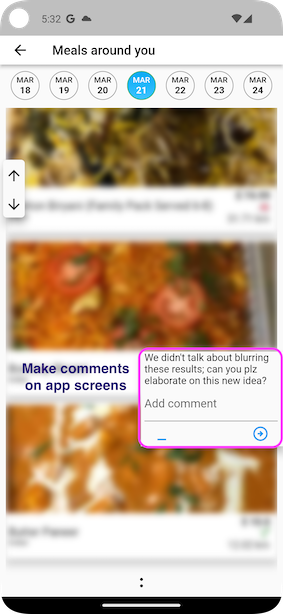 5:32 G
Meals around you
MAR MAR MAR MAR MAR MAR MAR
18 19 20 21 22 23 24
Make comments
on app screens
We didn't talk about blurring
these results; can you plz
elaborate on this new idea?
Add comment